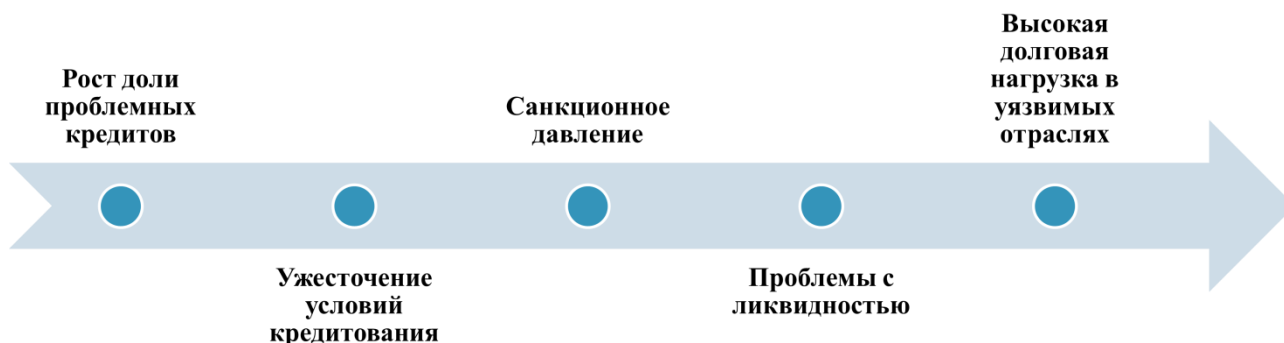 Рост доли
проблемных
кредитов
Ужесточение
условий
кредитования
Санкционное
давление
Проблемы с
ликвидностью
Высокая
долговая
нагрузка в
уязвимых
отраслях